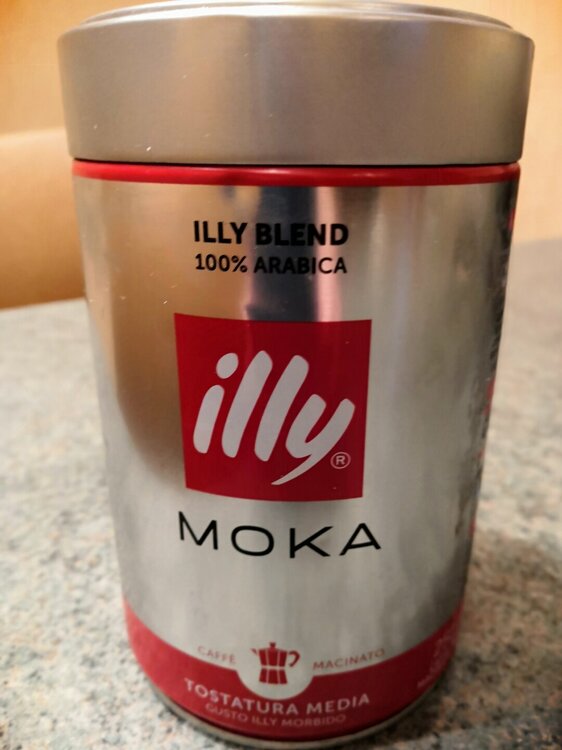 ILLY BLEND
100% ARABICA
illy®
MOKA
CAFFÈ MACINATO
TOSTATURA MEDIA
GUSTO ILLY MORBIDO